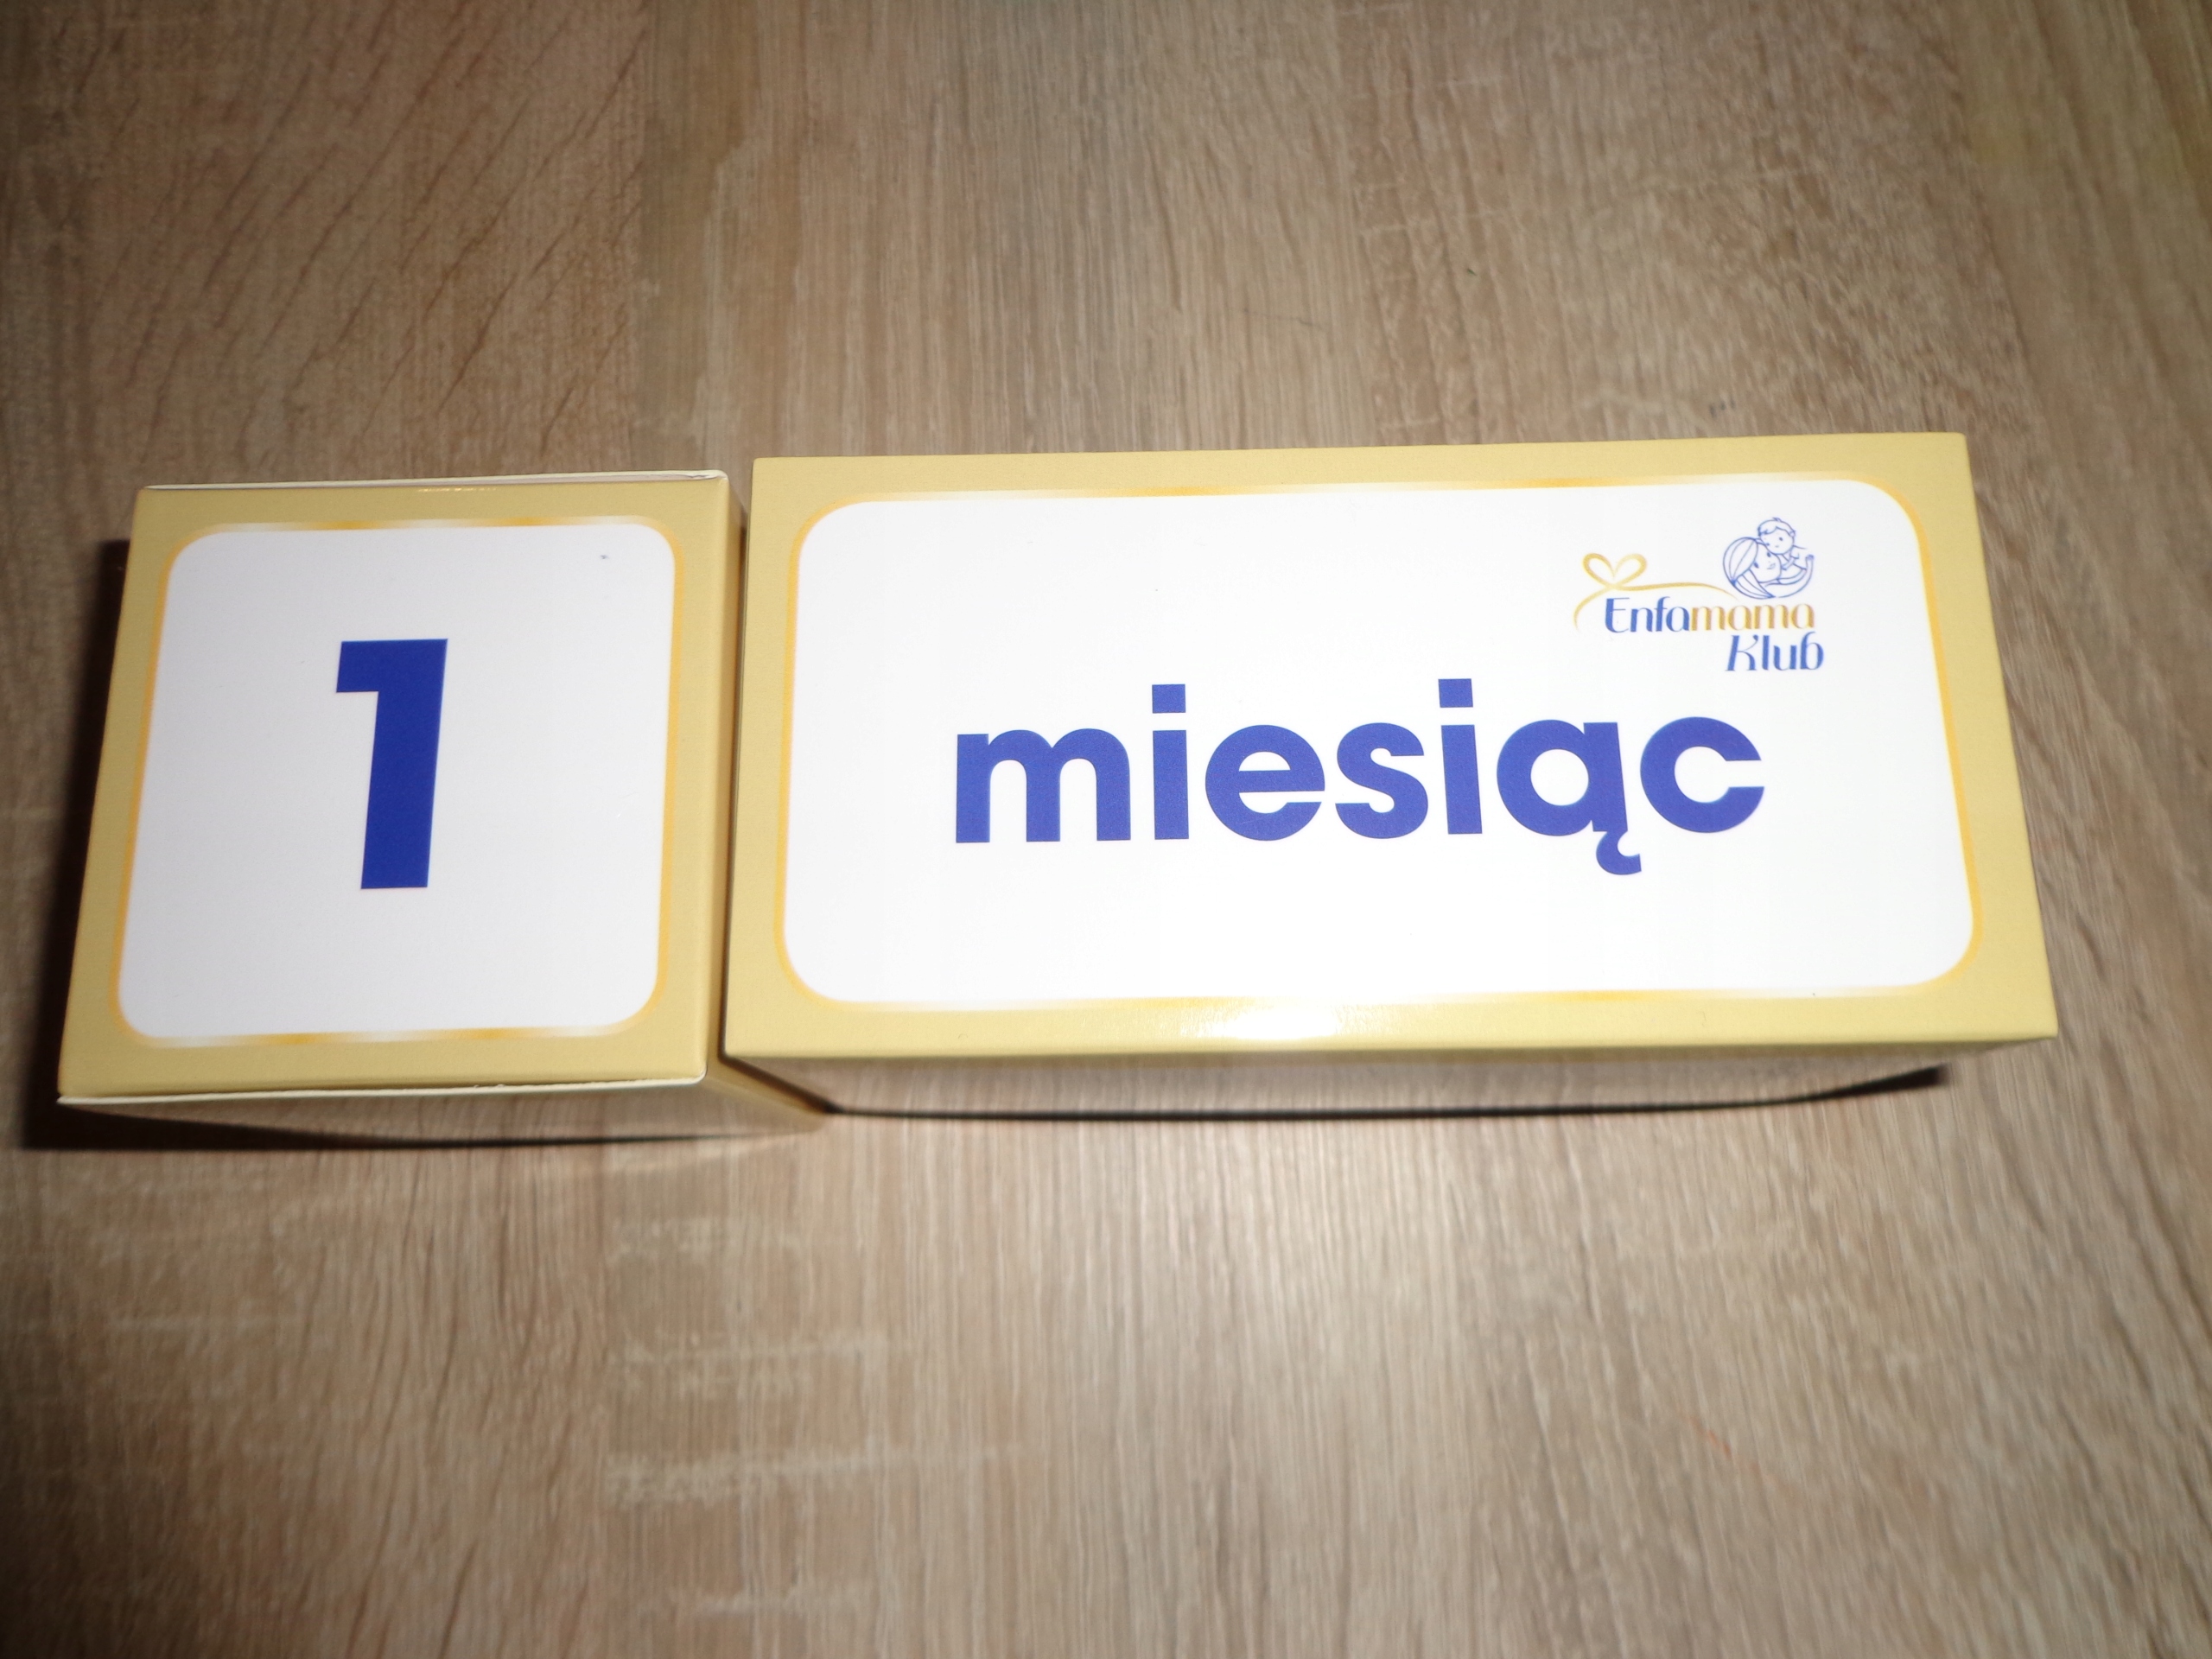 1
Enfamama
Klub
miesiąc